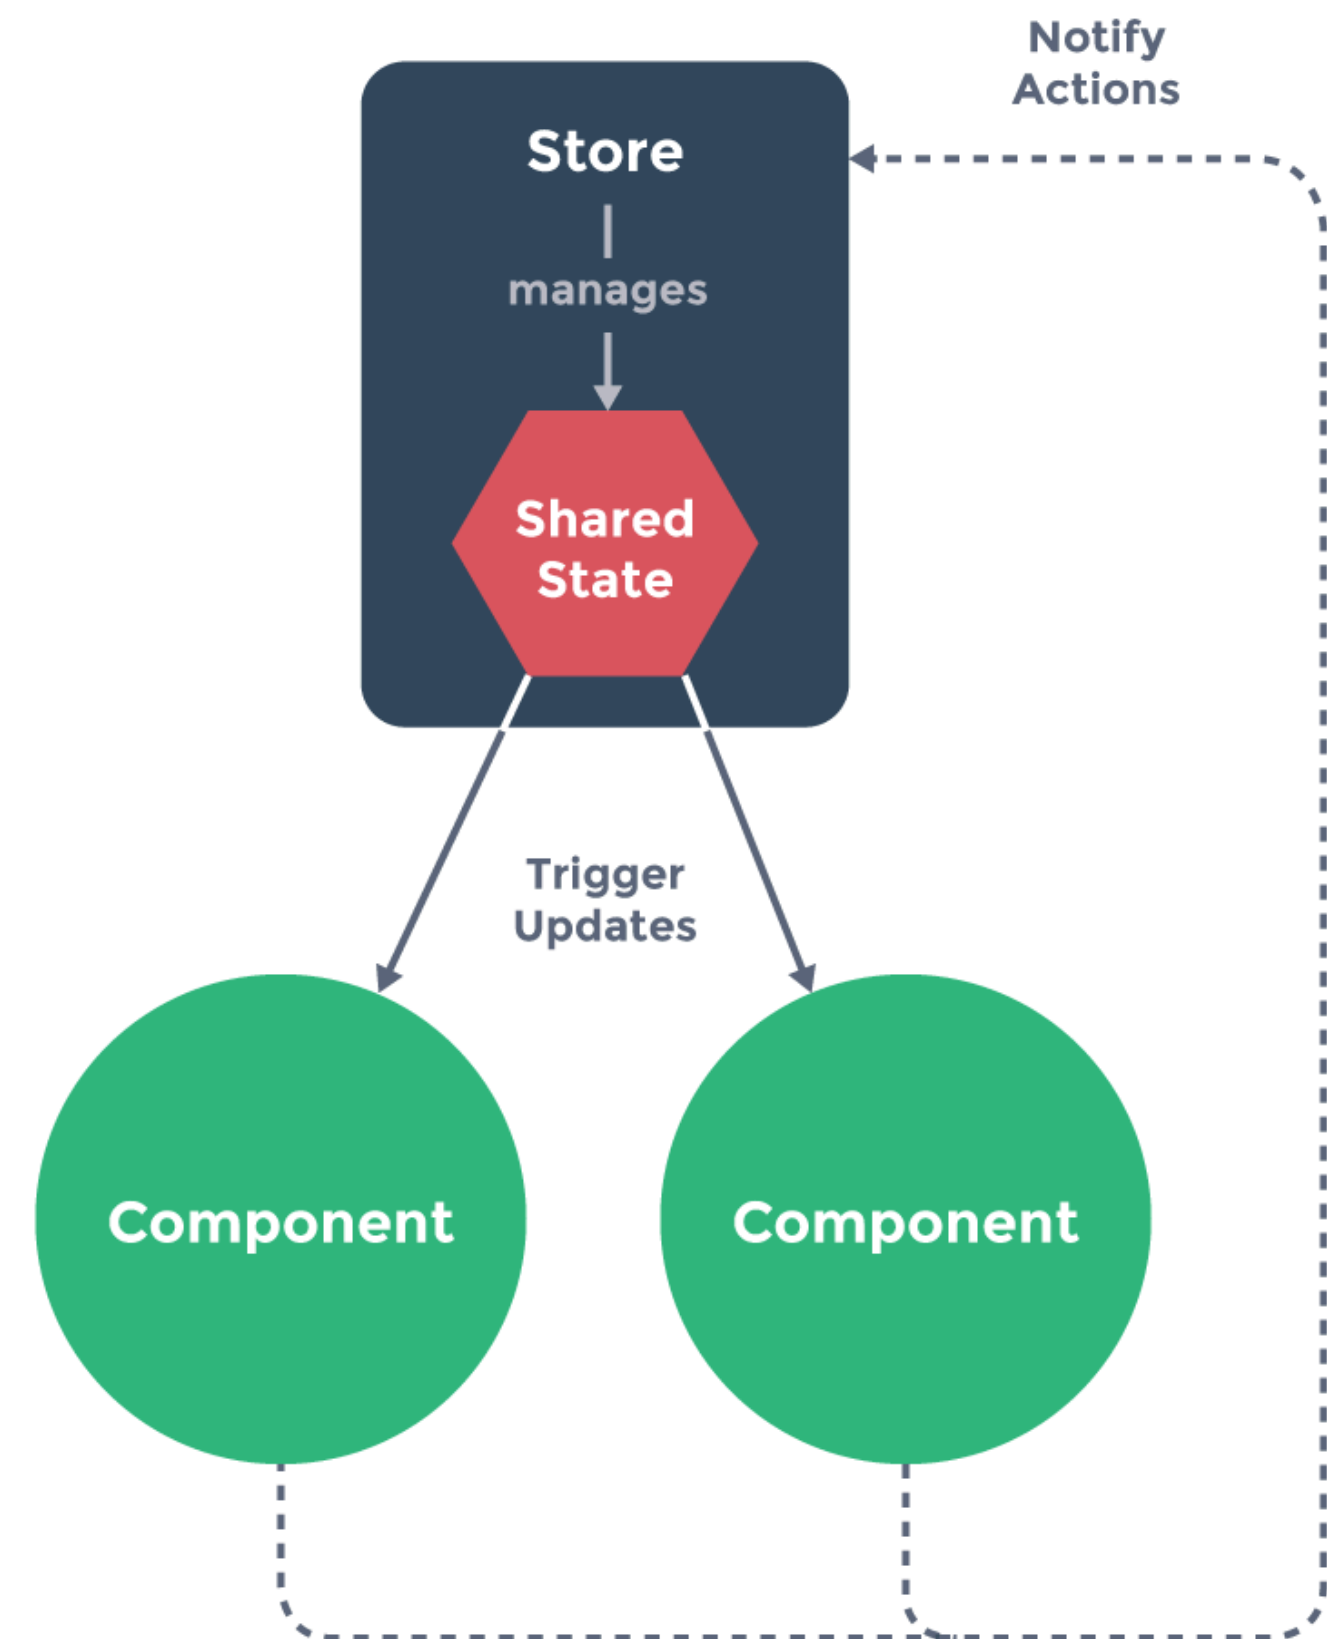 Notify
Actions
Store
manages
Shared
State
Trigger
Updates
Component
Component